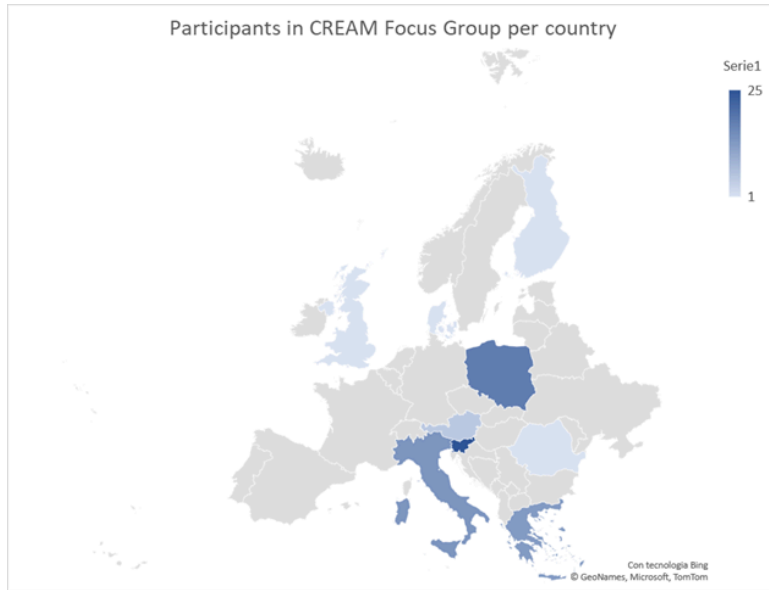 Participants in CREAM Focus Group per country
Serie1
25
1
Con tecnologia Bing
© GeoNames, Microsoft, TomTom